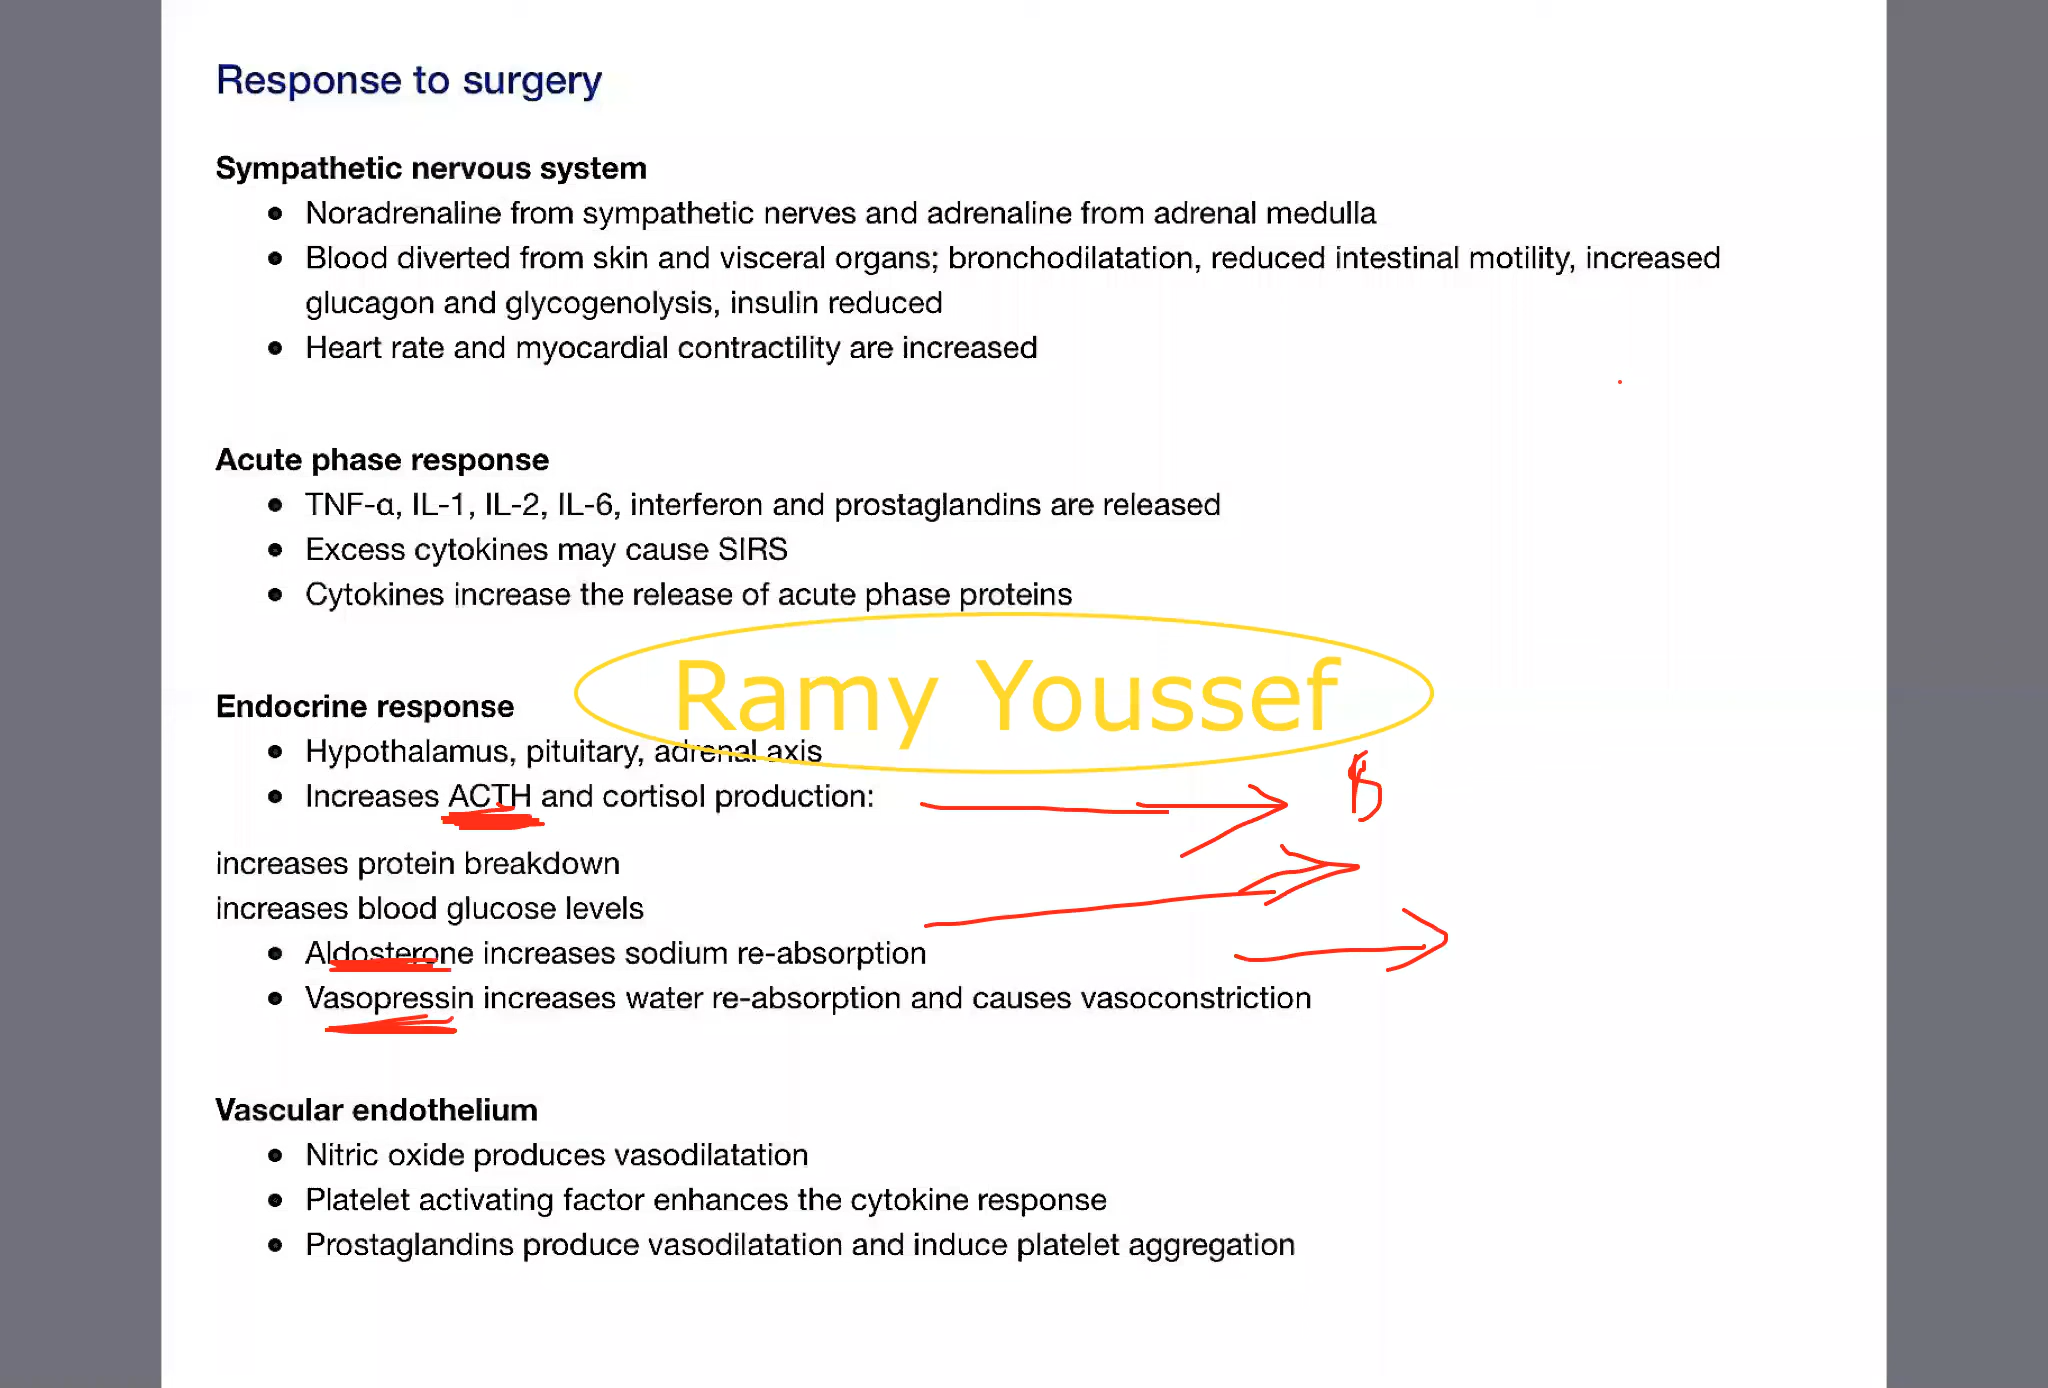 Response to surgery
Sympathetic nervous system
● Noradrenaline from sympathetic nerves and adrenaline from adrenal medulla
● Blood diverted from skin and visceral organs; bronchodilatation, reduced intestinal motility, increased
glucagon and glycogenolysis, insulin reduced
● Heart rate and myocardial contractility are increased
Acute phase response
● TNF-α, IL-1, IL-2, IL-6, interferon and prostaglandins are released
● Excess cytokines may cause SIRS
● Cytokines increase the release of acute phase proteins
Ramy Youssef
Endocrine response
● Hypothalamus, pituitary, adrenal axis
● Increases ACTH and cortisol production:
increases protein breakdown
increases blood glucose levels
● Aldosterone increases sodium re-absorption
● Vasopressin increases water re-absorption and causes vasoconstriction
Vascular endothelium
● Nitric oxide produces vasodilatation
● Platelet activating factor enhances the cytokine response
● Prostaglandins produce vasodilatation and induce platelet aggregation